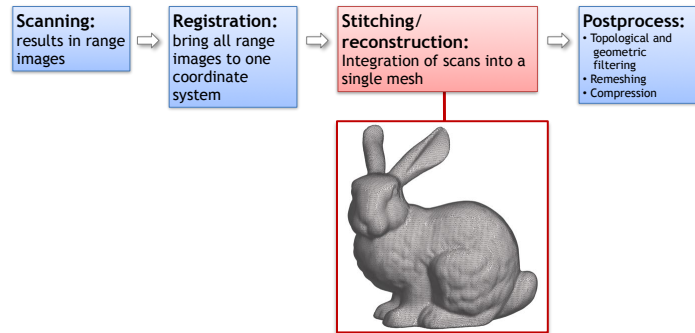 Scanning:
results in range
images
Registration:
bring all range
images to one
coordinate
system
Stitching/
reconstruction:
Integration of scans into a
single mesh
Postprocess:
• Topological and
geometric
filtering
• Remeshing
• Compression